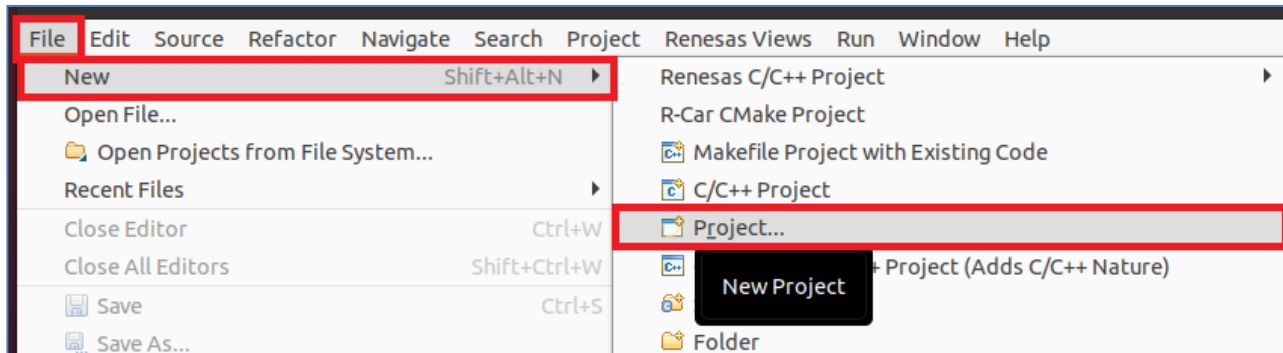 File Edit Source Refactor Navigate Search Project Renesas Views Run Window Help
New Shift+Alt+N
Open File...
Open Projects from File System...
Recent Files
Close Editor Ctrl+W
Close All Editors Shift+Ctrl+W
Save Ctrl+S
Save As...
Renesas C/C++ Project
R-Car CMake Project
Makefile Project with Existing Code
C/C++ Project
Project...
+ Project (Adds C/C++ Nature)
New Project
Folder